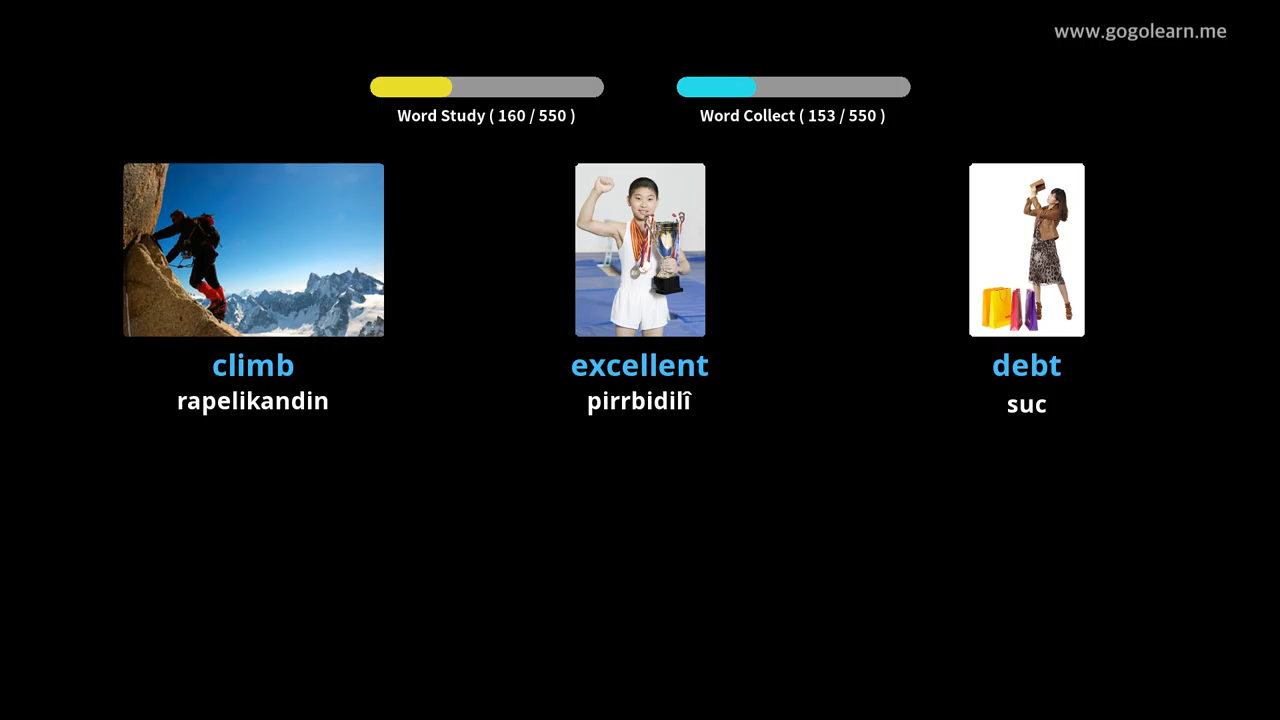 www.gogolearn.me
Word Study ( 160 / 550 )
Word Collect ( 153 / 550 )
climb
excellent
debt
rapelikandin
pirrbidilî
suc